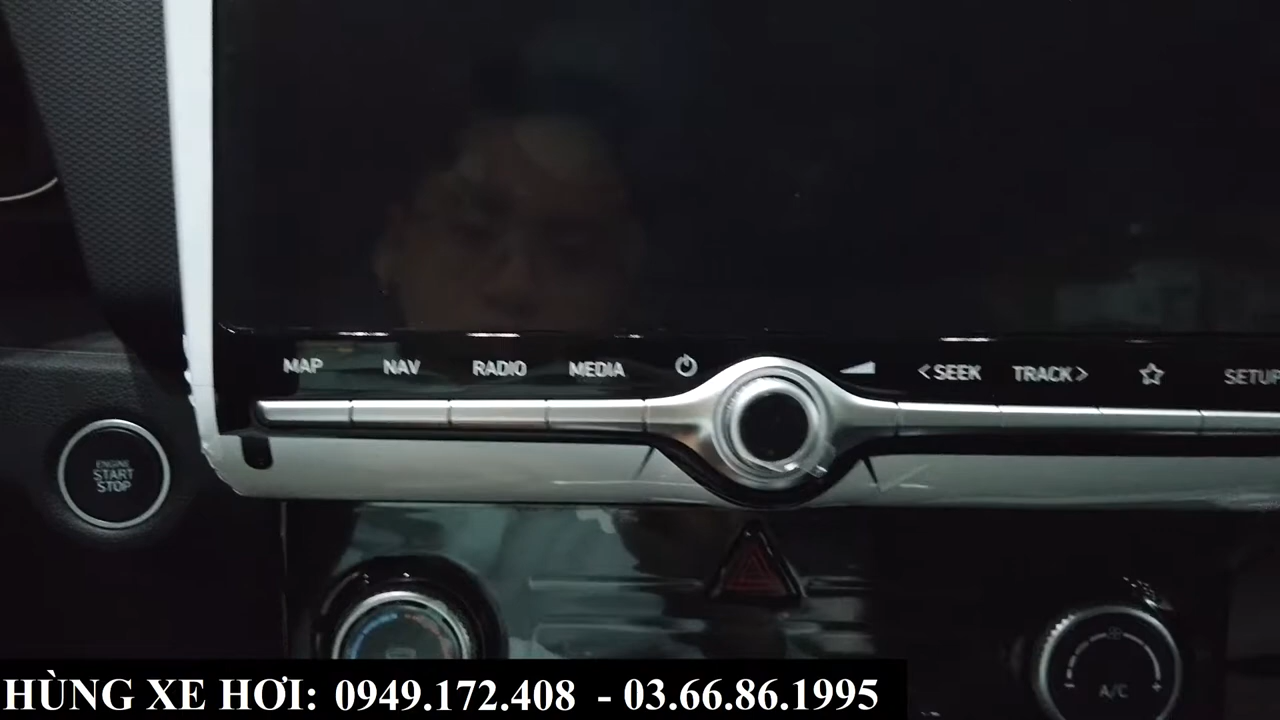 MAP NAV RADIO MEDIA <SEEK TRACK> SETUP
ENGINE
START
STOP
A/C
HÙNG XE HƠI: 0949.172.408 - 03.66.86.1995